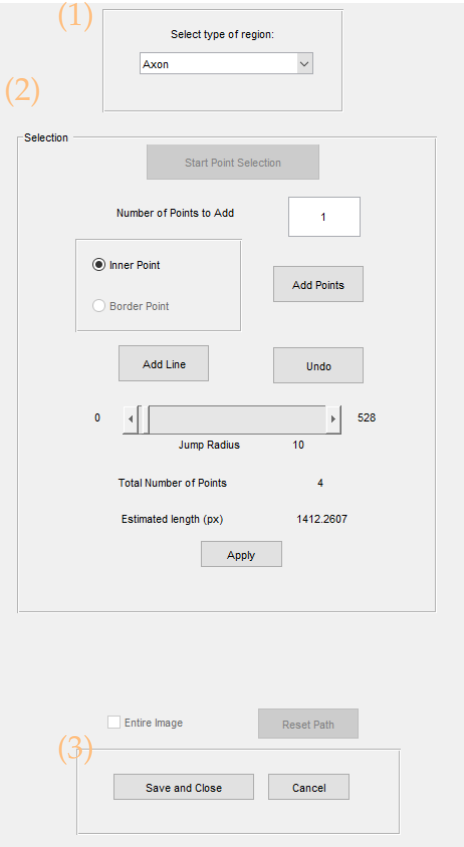 (1)
Select type of region:
Axon
(2)
Selection
Start Point Selection
Number of Points to Add 1
Inner Point
Add Points
Border Point
Add Line Undo
0 528
Jump Radius 10
Total Number of Points 4
Estimated length (px) 1412.2607
Apply
Entire Image Reset Path
(3)
Save and Close Cancel